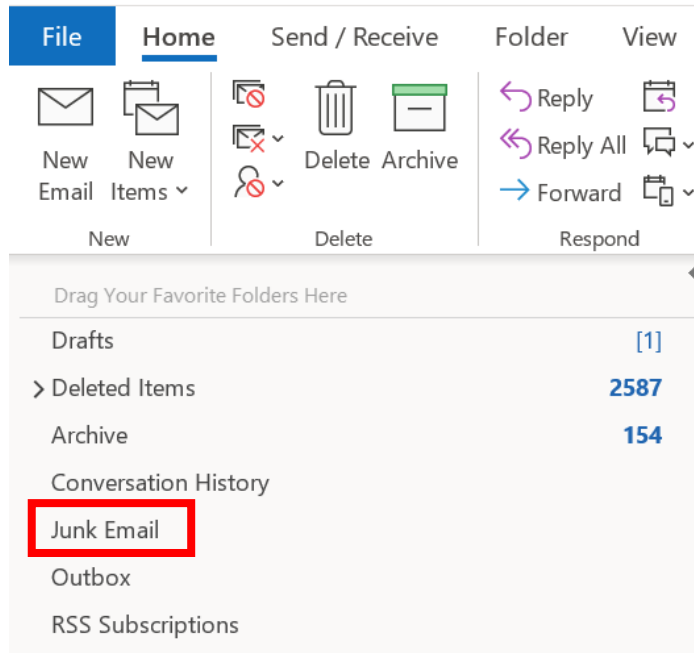 File Home Send / Receive Folder View
New Email
New Items
Delete
Archive
Reply
Reply All
Forward
New
Delete
Respond
Drag Your Favorite Folders Here
Drafts [1]
Deleted Items 2587
Archive 154
Conversation History
Junk Email
Outbox
RSS Subscriptions